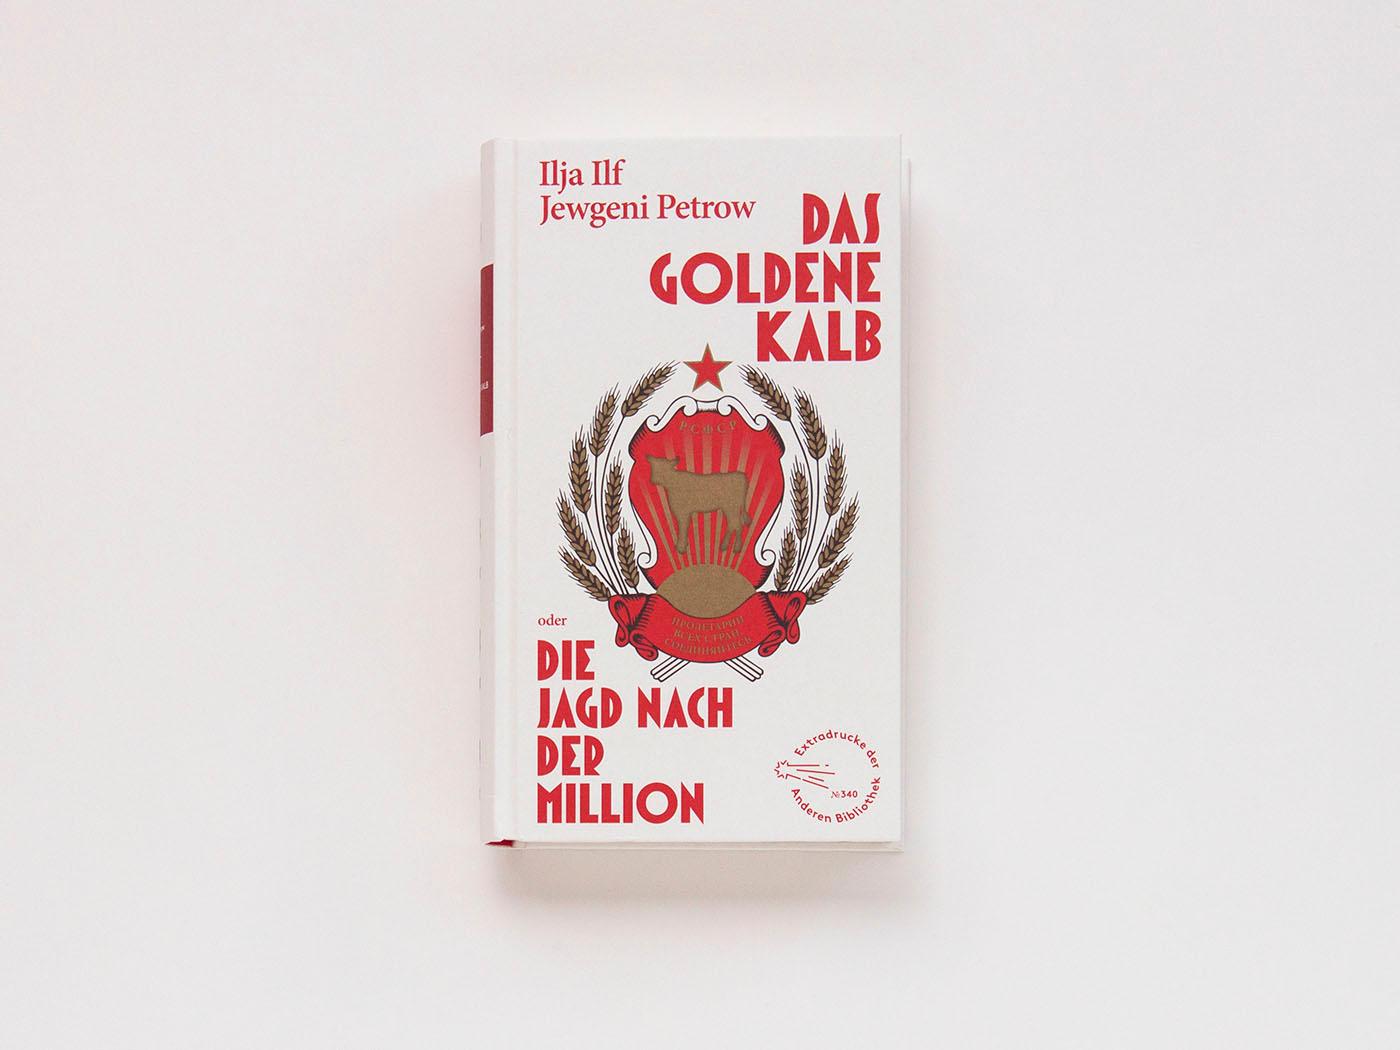 Ilja Ilf
Jewgeni Petrow
DAS
GOLDENE
KALB
РСФСР
ПРОЛЕТАРИИ
ВСЕХ СТРАН,
СОЕДИНЯЙТЕСЬ
oder
DIE
JAGD NACH
DER
MILLION
Extradrucke der
Anderen Bibliothek
№340